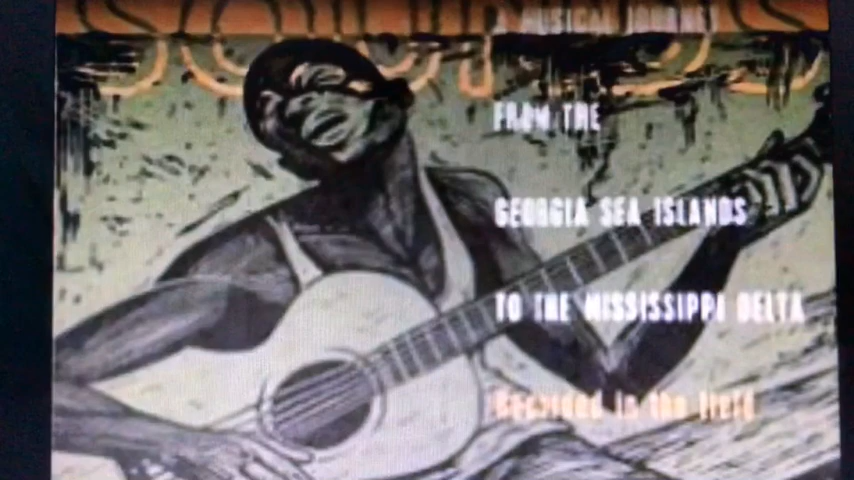 A MUSICAL JOURNEY
FROM THE
GEORGIA SEA ISLANDS
TO THE MISSISSIPPI DELTA
Recorded in the field